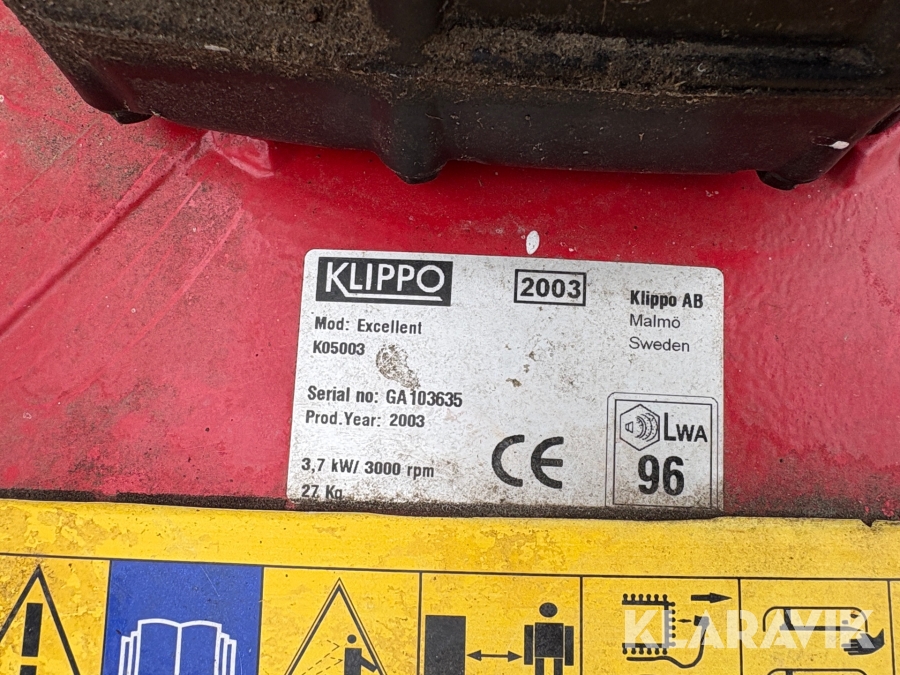 KLIPPO
2003
Klippo AB
Malmö
Sweden
Mod: Excellent
K05003
Serial no: GA103635
Prod.Year: 2003
3,7 kW/ 3000 rpm
27 Kg
CE
LWA
96
KLARAVIK